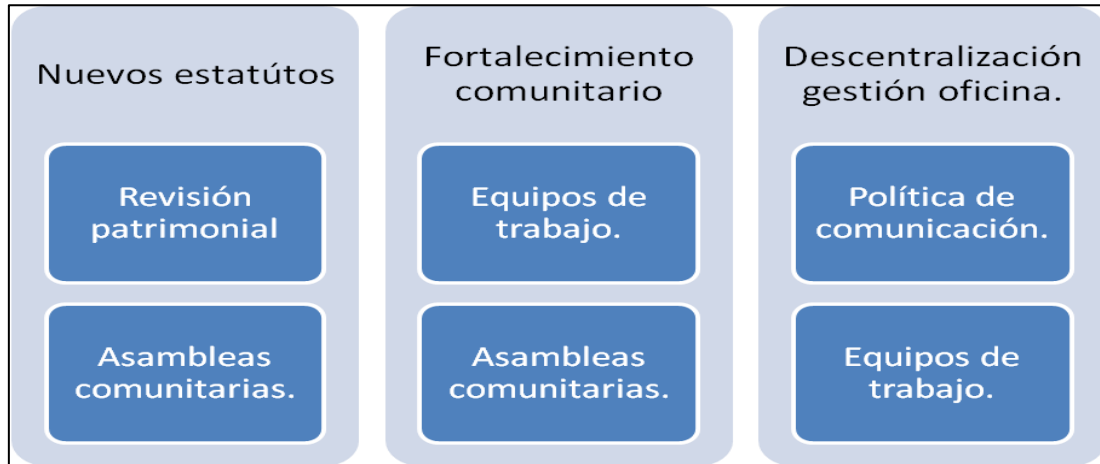 Nuevos estatútos
Revisión
patrimonial
Asambleas
comunitarias.
Fortalecimiento
comunitario
Equipos de
trabajo.
Asambleas
comunitarias.
Descentralización
gestión oficina.
Política de
comunicación.
Equipos de
trabajo.